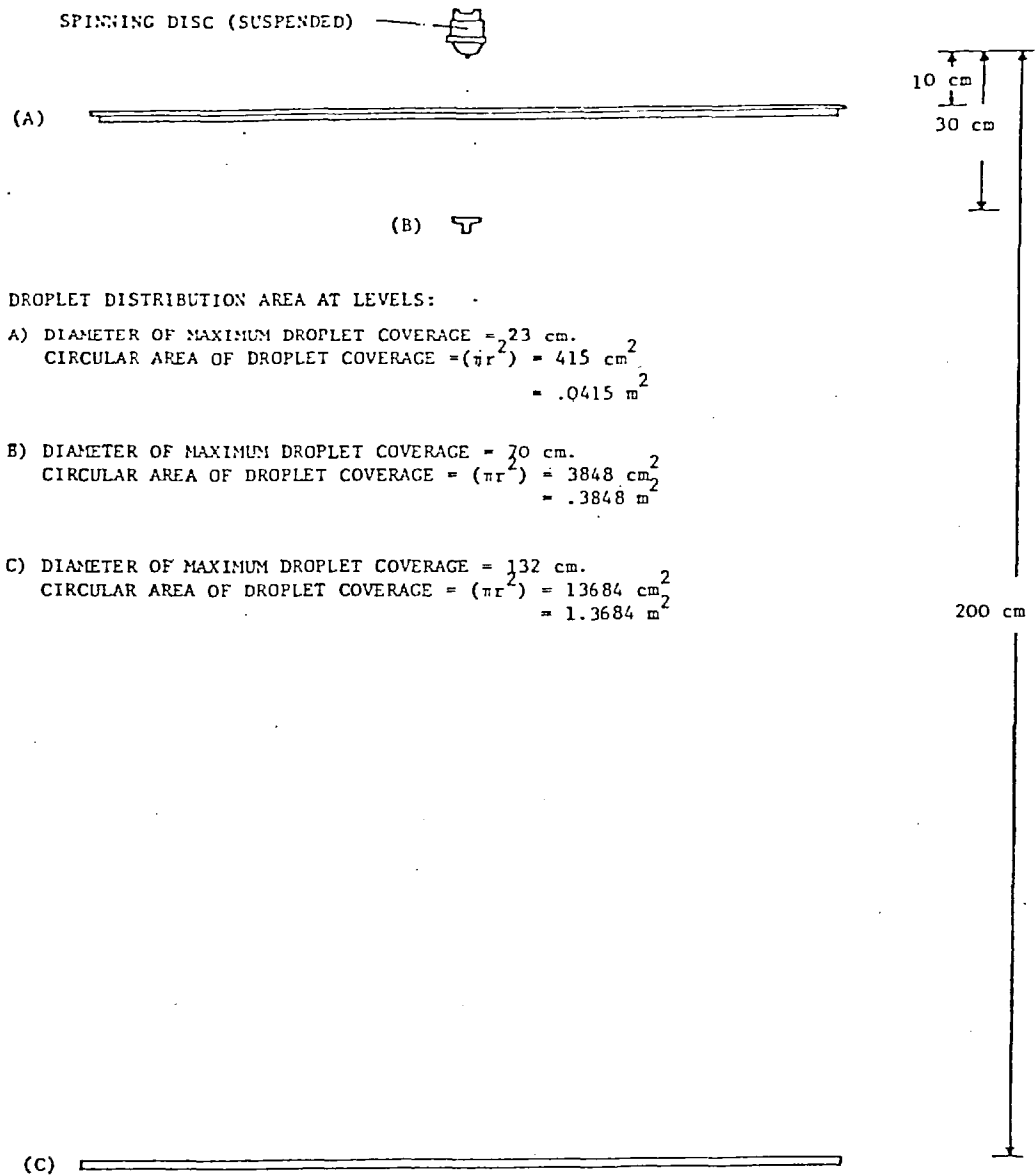 SPINNING DISC (SUSPENDED)
10 cm
(A)
30 cm
(B)
DROPLET DISTRIBUTION AREA AT LEVELS:
A) DIAMETER OF MAXIMUM DROPLET COVERAGE = 23 cm.
CIRCULAR AREA OF DROPLET COVERAGE =(πr²) = 415 cm²
= .0415 m²
B) DIAMETER OF MAXIMUM DROPLET COVERAGE = 70 cm.
CIRCULAR AREA OF DROPLET COVERAGE = (πr²) = 3848 cm²
= .3848 m²
C) DIAMETER OF MAXIMUM DROPLET COVERAGE = 132 cm.
CIRCULAR AREA OF DROPLET COVERAGE = (πr²) = 13684 cm²
= 1.3684 m²
200 cm
(C)